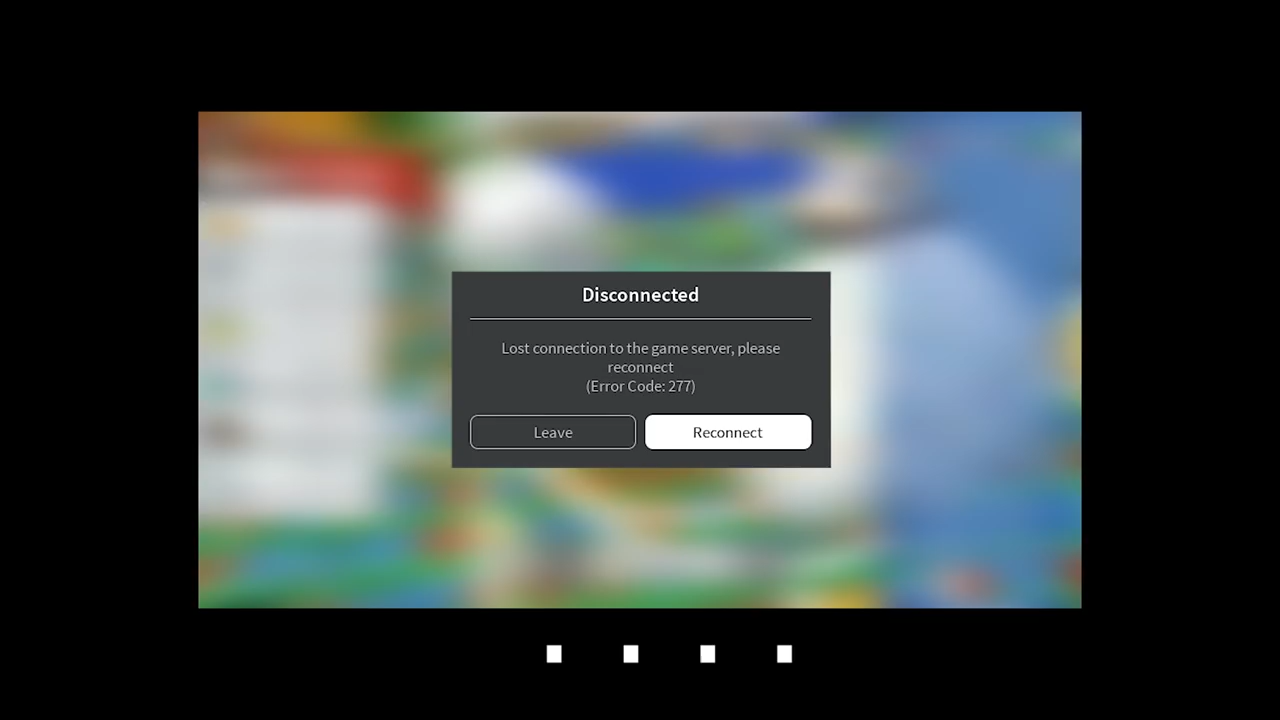 Disconnected
Lost connection to the game server, please
reconnect
(Error Code: 277)
Leave
Reconnect